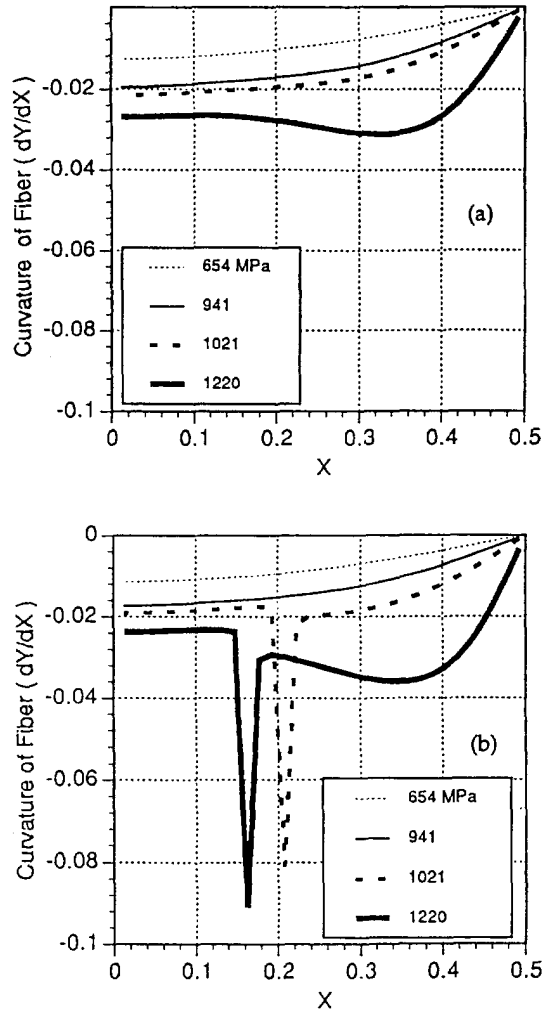 Curvature of Fiber ( dY/dX )
-0.02
-0.04
-0.06
-0.08
-0.1
(a)
654 MPa
941
1021
1220
0 0.1 0.2 0.3 0.4 0.5
X
Curvature of Fiber ( dY/dX )
0
-0.02
-0.04
-0.06
-0.08
-0.1
(b)
654 MPa
941
1021
1220
0 0.1 0.2 0.3 0.4 0.5
X